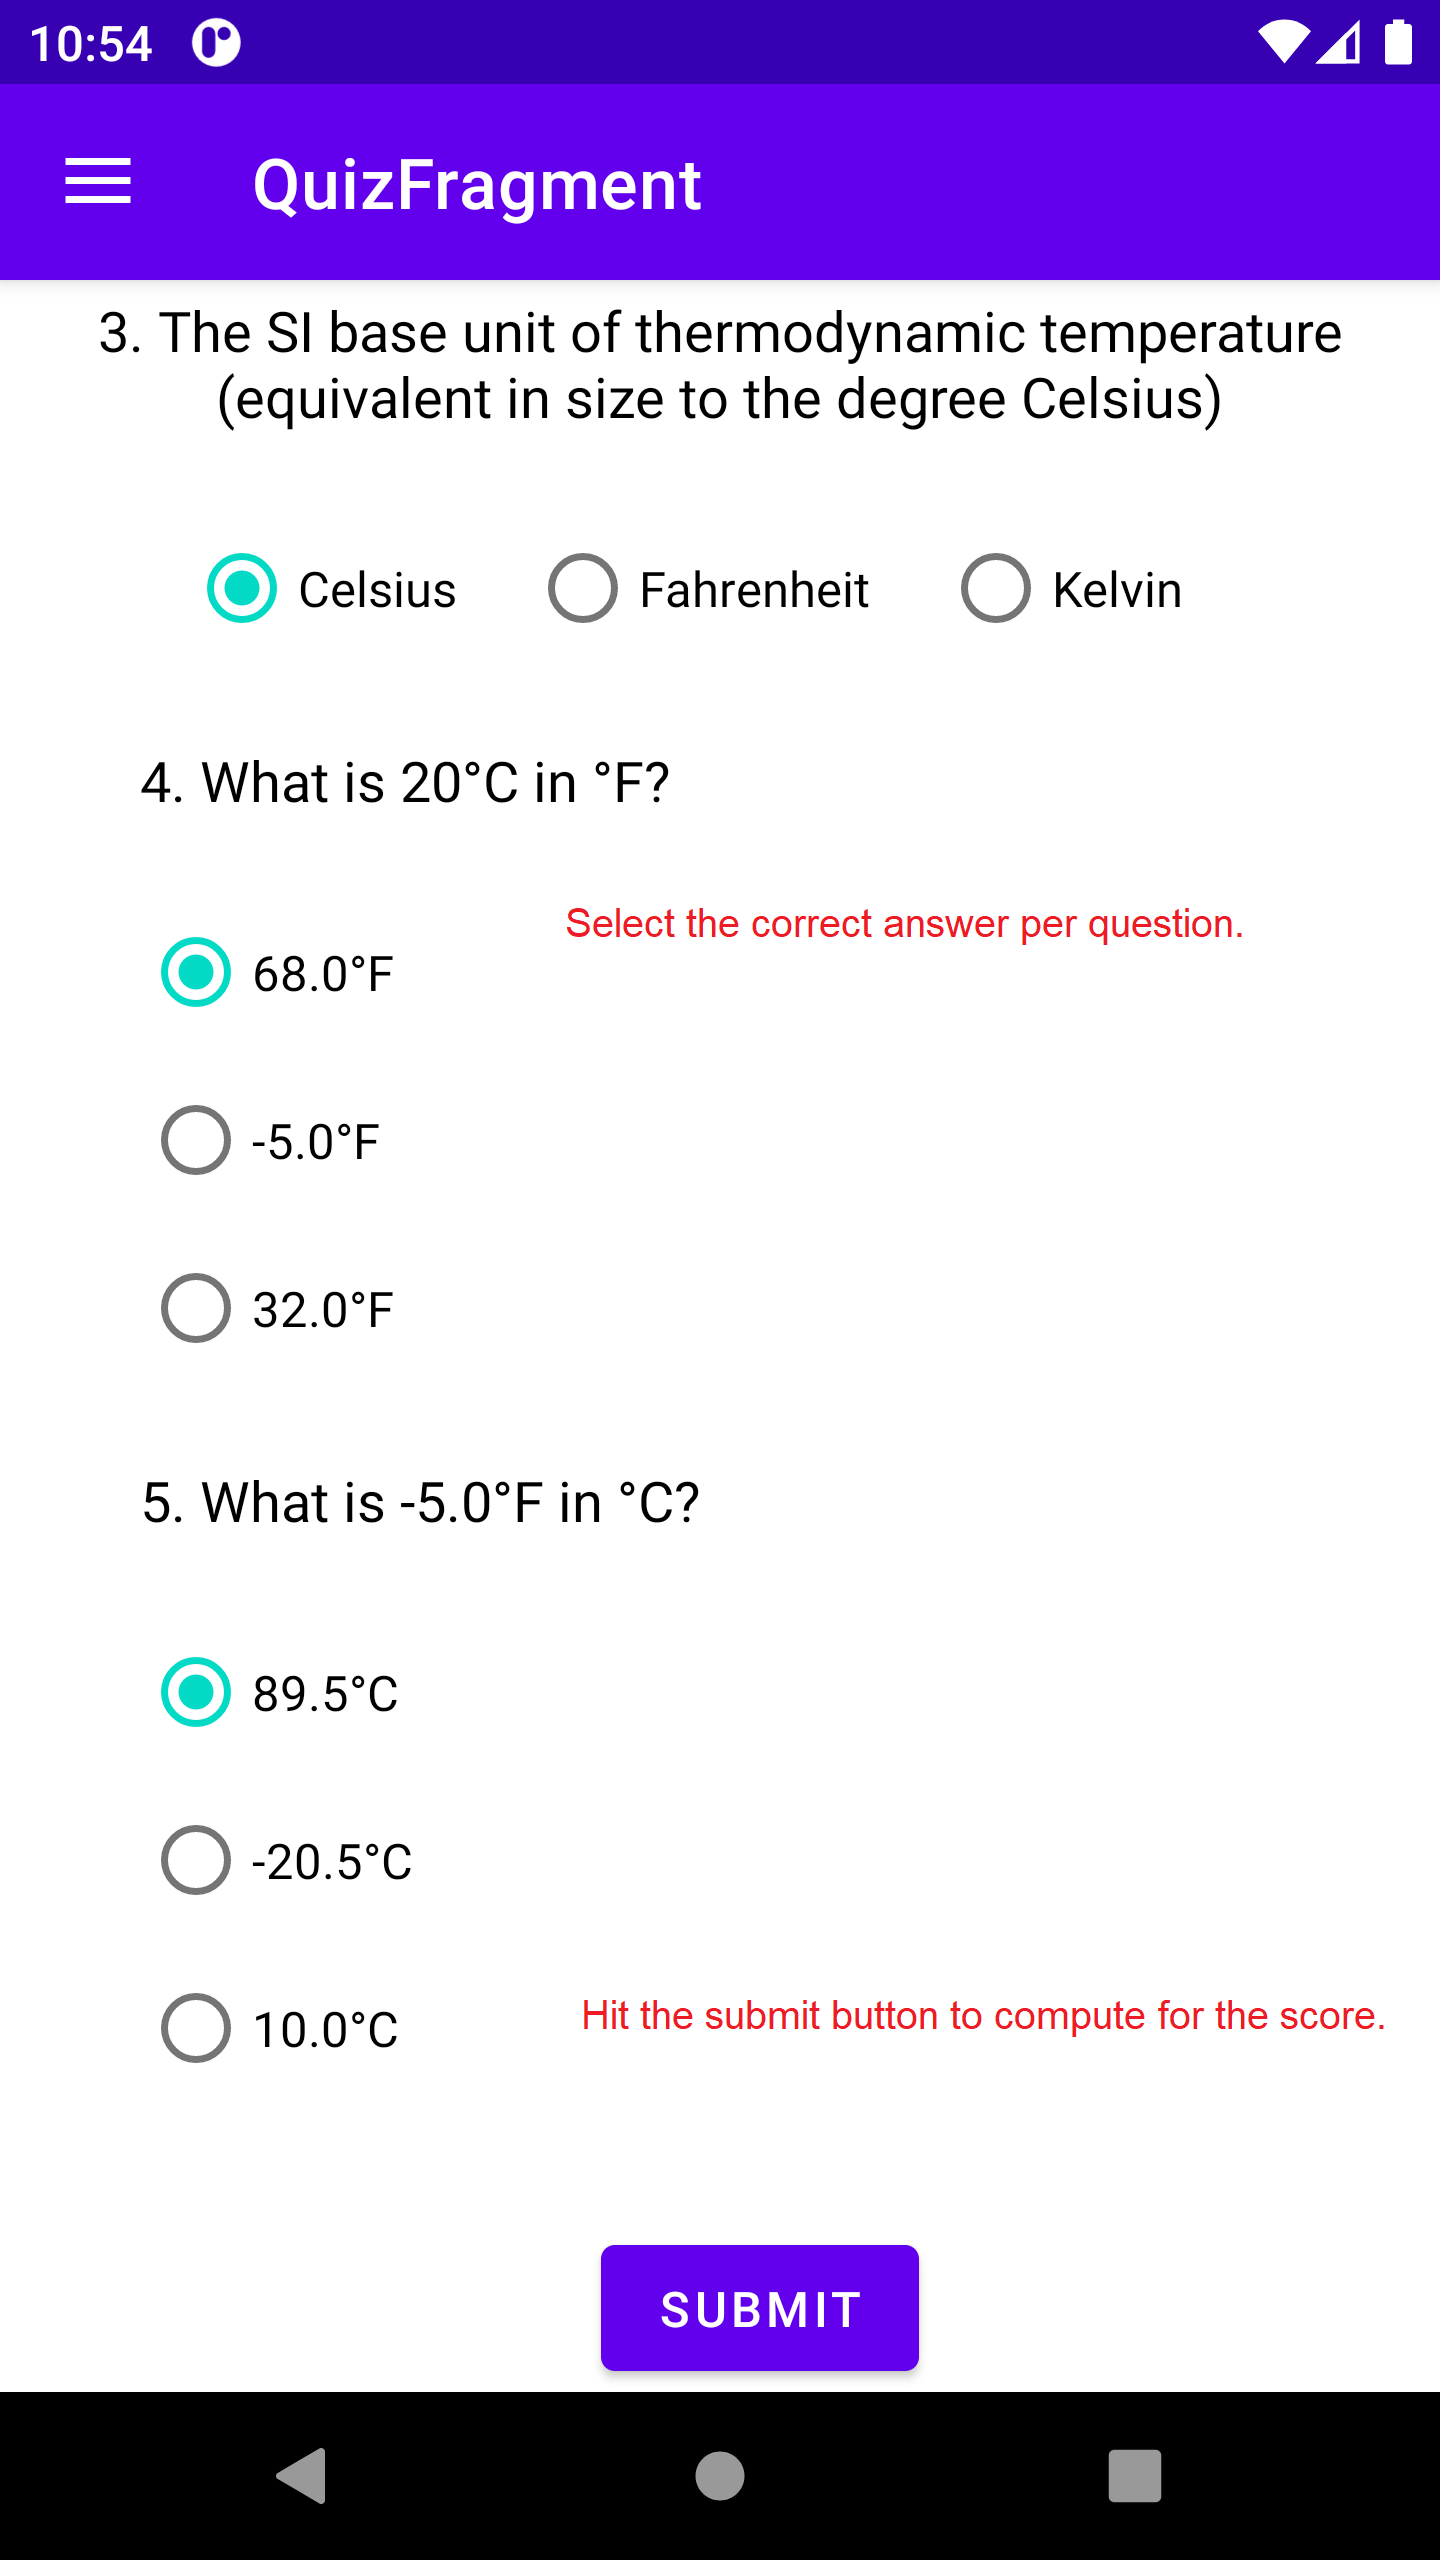 10:54
QuizFragment
3. The SI base unit of thermodynamic temperature
(equivalent in size to the degree Celsius)
Celsius
Fahrenheit
Kelvin
4. What is 20°C in °F?
Select the correct answer per question.
68.0°F
-5.0°F
32.0°F
5. What is -5.0°F in °C?
89.5°C
-20.5°C
10.0°C
Hit the submit button to compute for the score.
SUBMIT